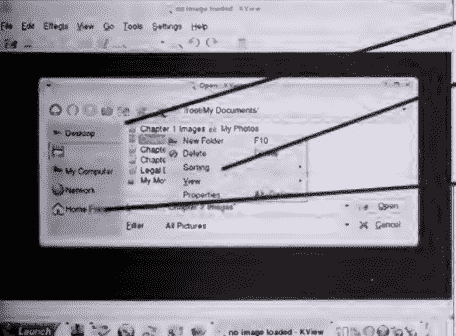 no image loaded - KView
File Edit Effects View Go Tools Settings Help
Open - KView
/root/My Documents/
Desktop
Chapter 1 Images My Photos
New Folder F10
Delete
My Computer
Sorting
Legal
View
Network
My
Properties
Home
Open
Filter All Pictures Cancel
Launch no image loaded - KView